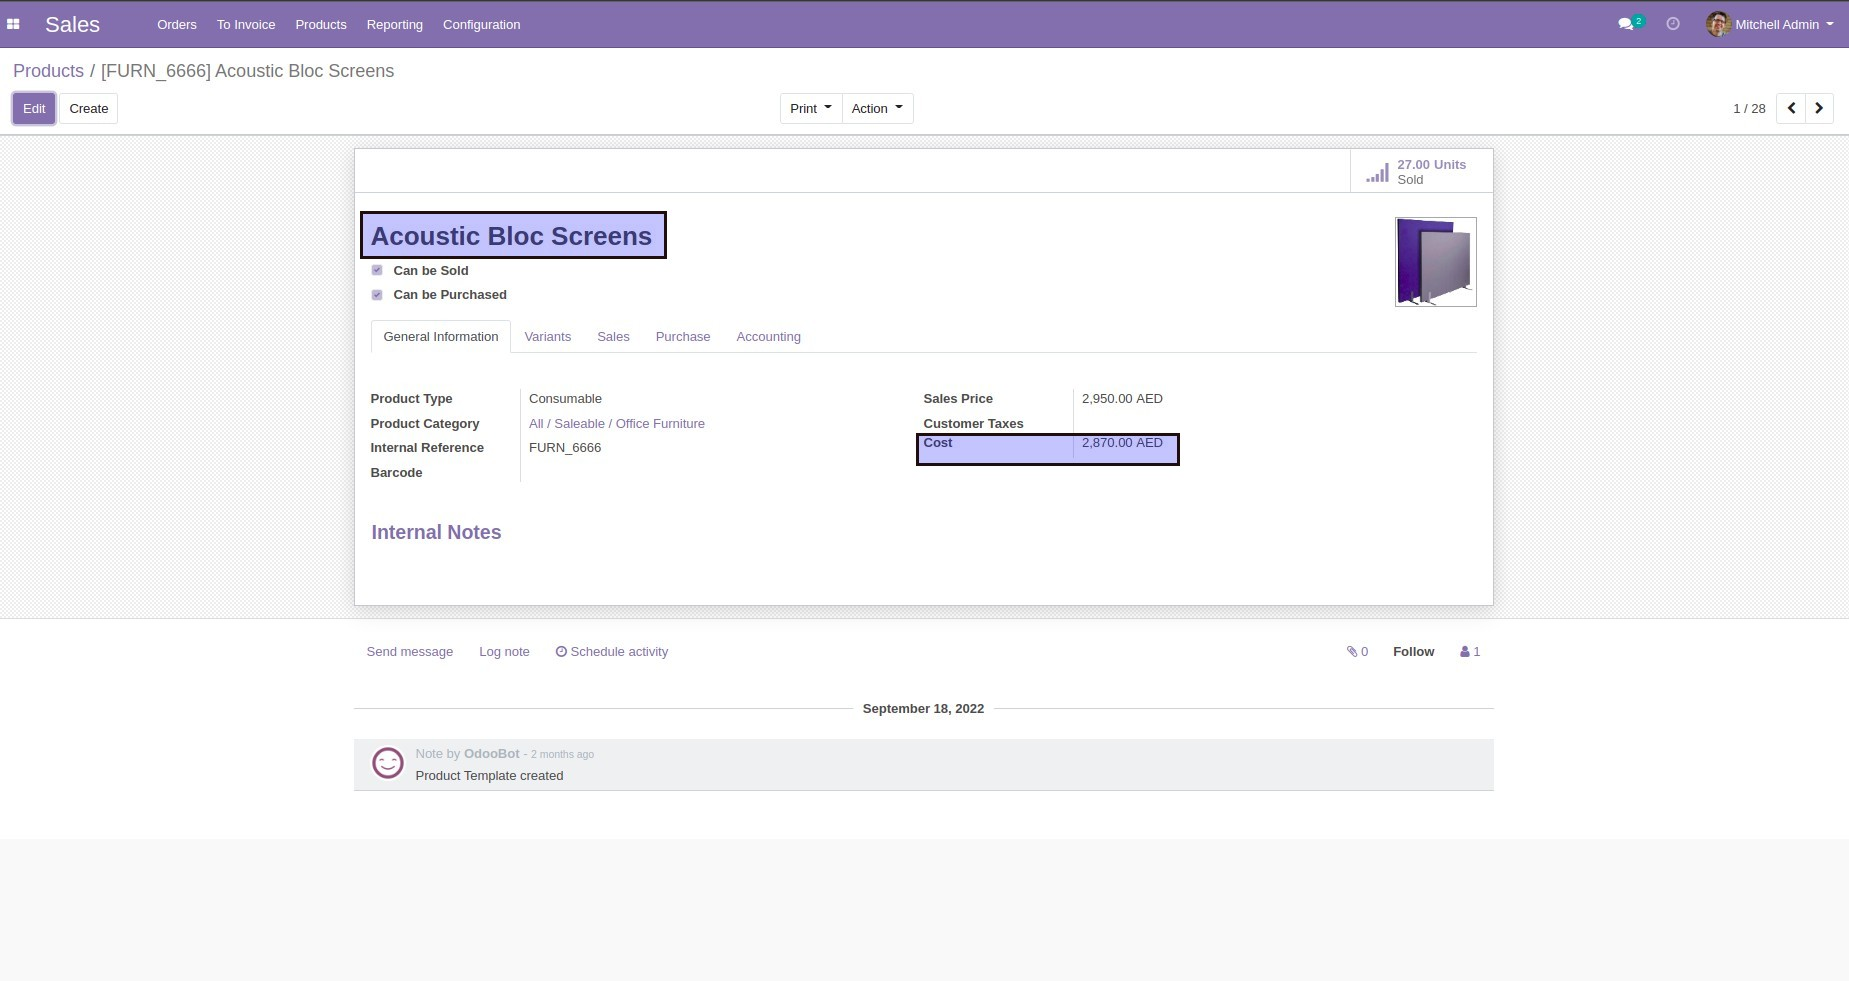 Sales Orders To Invoice Products Reporting Configuration 2 Mitchell Admin
Products / [FURN_6666] Acoustic Bloc Screens
Edit Create Print Action 1 / 28
27.00 Units
Sold
Acoustic Bloc Screens
Can be Sold
Can be Purchased
General Information Variants Sales Purchase Accounting
Product Type Consumable Sales Price 2,950.00 AED
Product Category All / Saleable / Office Furniture Customer Taxes
Internal Reference FURN_6666 Cost 2,870.00 AED
Barcode
Internal Notes
Send message Log note Schedule activity 0 Follow 1
September 18, 2022
Note by OdooBot - 2 months ago
Product Template created